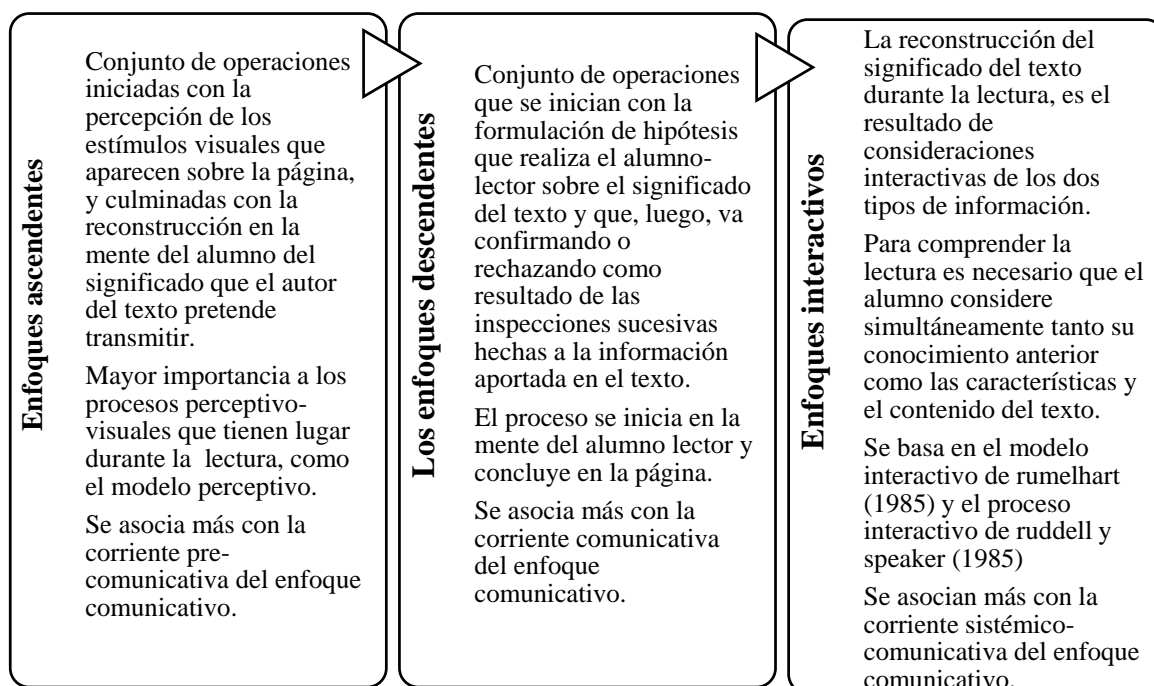 Enfoques ascendentes
Conjunto de operaciones
iniciadas con la
percepción de los
estímulos visuales que
aparecen sobre la página,
y culminadas con la
reconstrucción en la
mente del alumno del
significado que el autor
del texto pretende
transmitir.
Mayor importancia a los
procesos perceptivo-
visuales que tienen lugar
durante la lectura, como
el modelo perceptivo.
Se asocia más con la
corriente pre-
comunicativa del enfoque
comunicativo.
Los enfoques descendentes
Conjunto de operaciones
que se inician con la
formulación de hipótesis
que realiza el alumno-
lector sobre el significado
del texto y que, luego, va
confirmando o
rechazando como
resultado de las
inspecciones sucesivas
hechas a la información
aportada en el texto.
El proceso se inicia en la
mente del alumno lector y
concluye en la página.
Se asocia más con la
corriente comunicativa
del enfoque
comunicativo.
Enfoques interactivos
La reconstrucción del
significado del texto
durante la lectura, es el
resultado de
consideraciones
interactivas de los dos
tipos de información.
Para comprender la
lectura es necesario que el
alumno considere
simultáneamente tanto su
conocimiento anterior
como las características y
el contenido del texto.
Se basa en el modelo
interactivo de rumelhart
(1985) y el proceso
interactivo de ruddell y
speaker (1985)
Se asocian más con la
corriente sistémico-
comunicativa del enfoque
comunicativo.